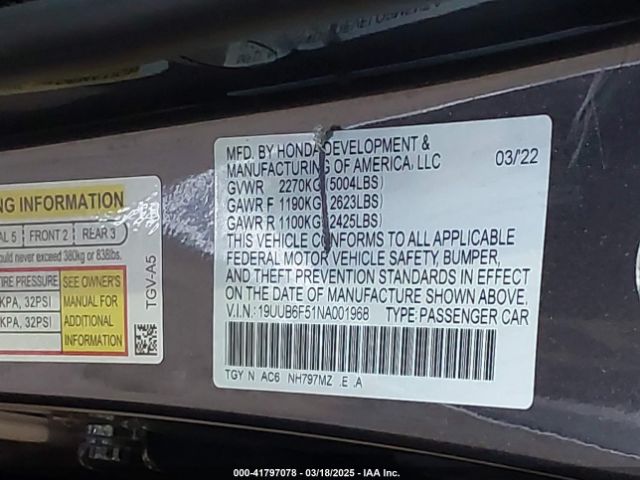 NG INFORMATION
AL 5 FRONT 2 REAR 3
ould never exceed 380kg or 838lbs.
RE PRESSURE
KPA, 32PSI
KPA, 32PSI
SEE OWNER'S
MANUAL FOR
ADDITIONAL
INFORMATION
TGV-A5
MFD. BY HONDA DEVELOPMENT &
MANUFACTURING OF AMERICA, LLC
03/'22
GVWR 2270KG (5004LBS)
GAWR F 1190KG (2623LBS)
GAWR R 1100KG (2425LBS)
THIS VEHICLE CONFORMS TO ALL APPLICABLE
FEDERAL MOTOR VEHICLE SAFETY, BUMPER,
AND THEFT PREVENTION STANDARDS IN EFFECT
ON THE DATE OF MANUFACTURE SHOWN ABOVE.
V.I.N.: 19UUB6F51NA001968 TYPE: PASSENGER CAR
TGY N AC6 NH797MZ .E .A
000-41797078 - 03/18/2025 - IAA Inc.